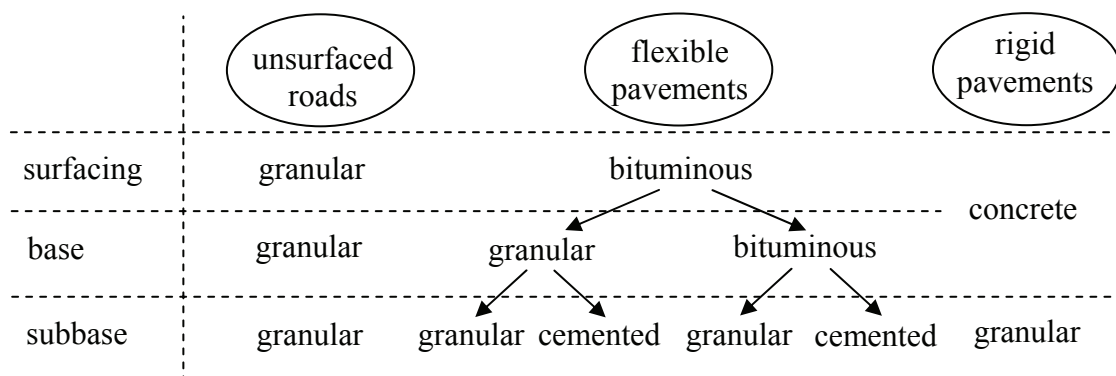 unsurfaced
roads
flexible
pavements
rigid
pavements
surfacing granular bituminous
concrete
base granular granular bituminous
subbase granular granular cemented granular cemented granular